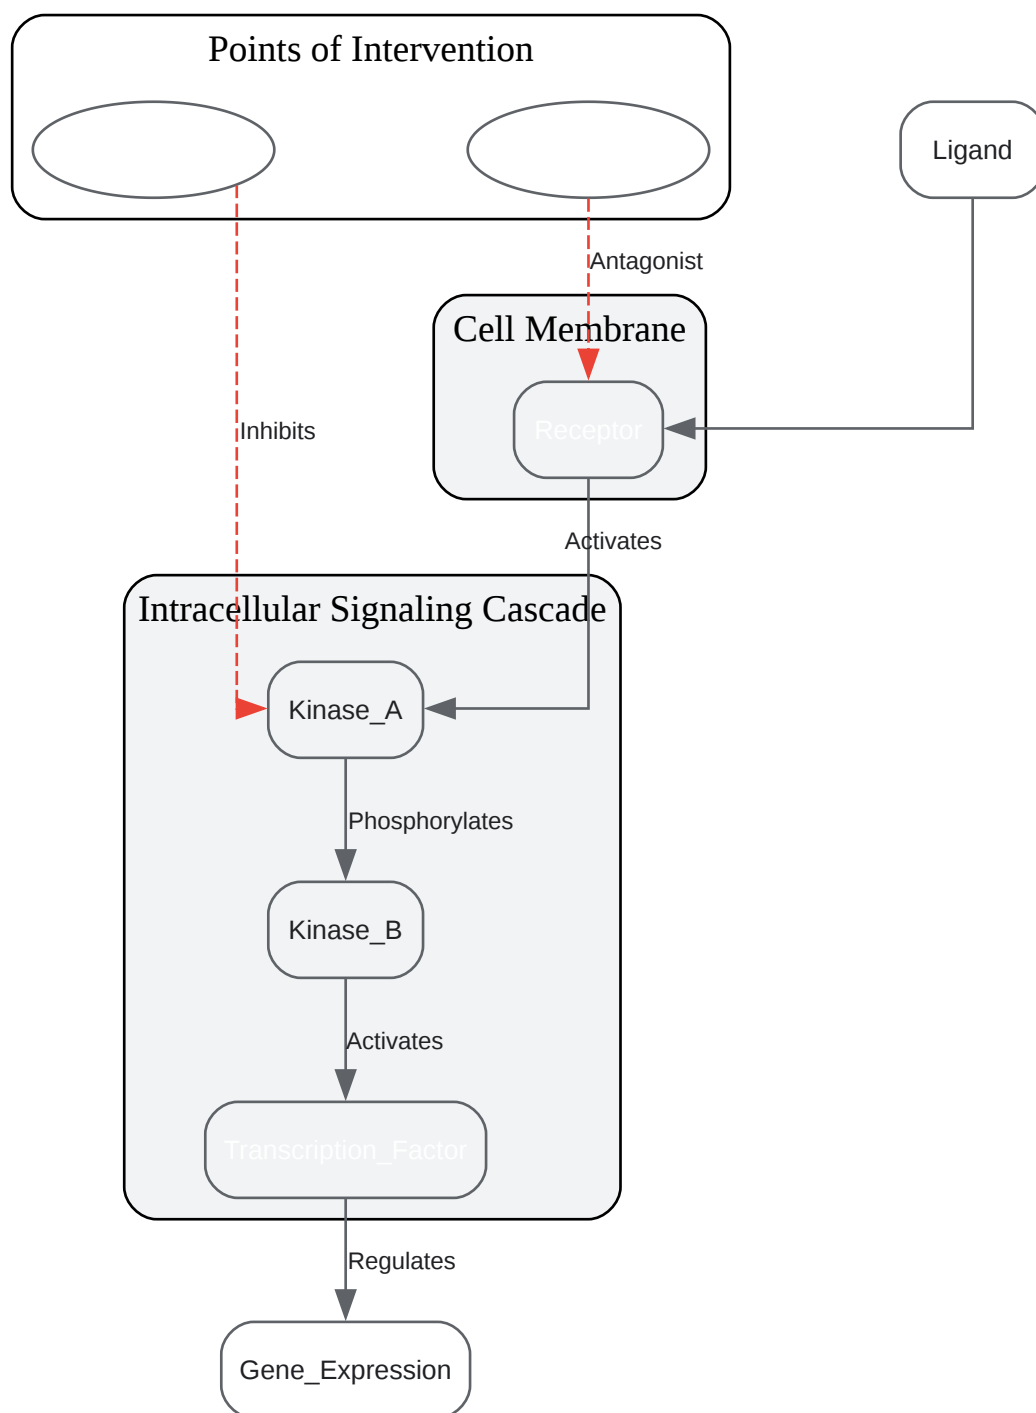 Points of Intervention
Ligand
Antagonist
Cell Membrane
Receptor
Inhibits
Activates
Intracellular Signaling Cascade
Kinase_A
Phosphorylates
Kinase_B
Activates
Transcription_Factor
Regulates
Gene_Expression